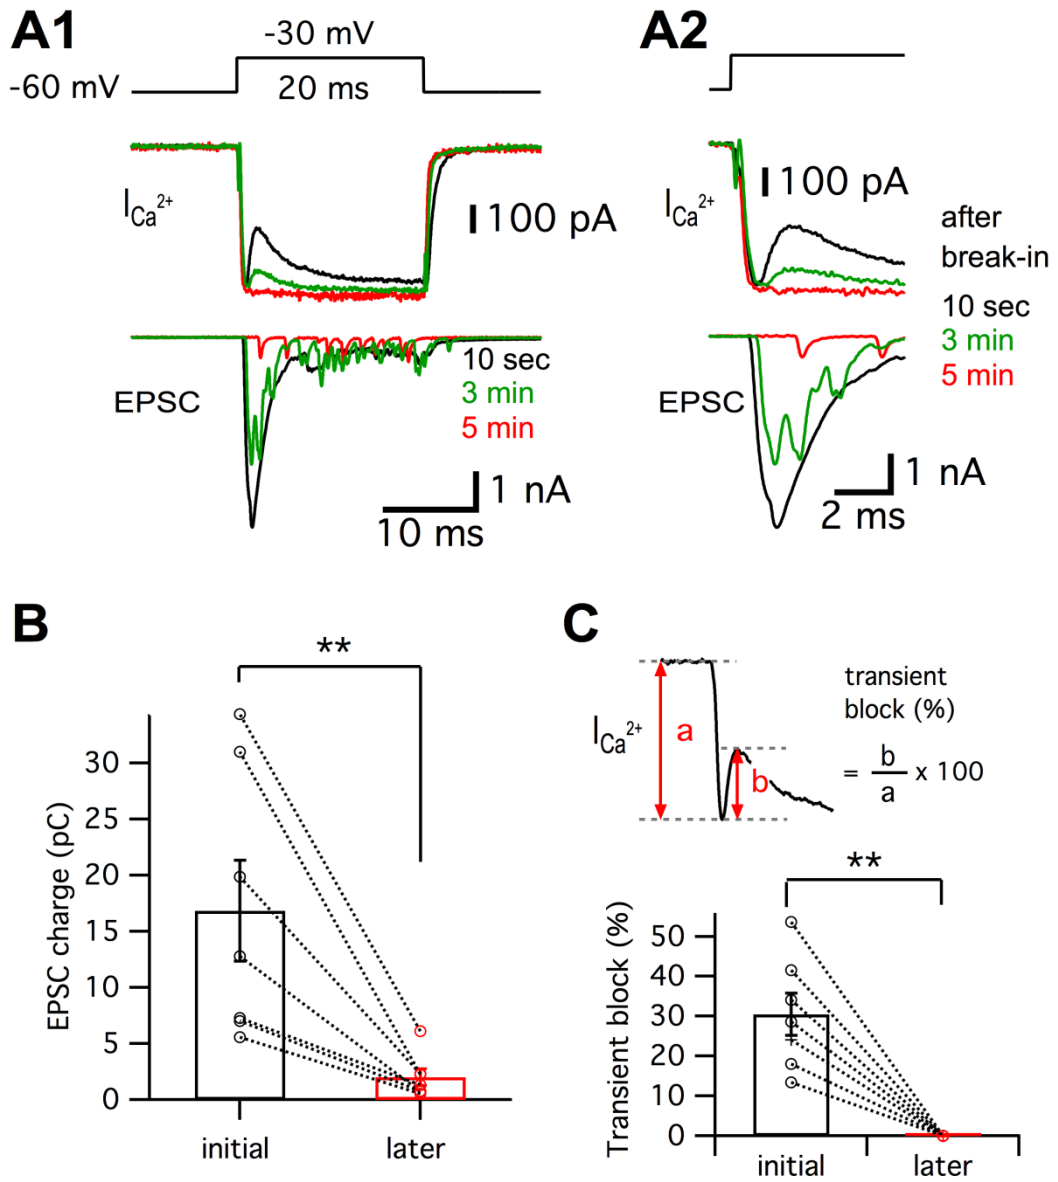 A1
-30 mV
-60 mV
20 ms
I Ca2+
100 pA
EPSC
10 sec
3 min
5 min
1 nA
10 ms
A2
I Ca2+
100 pA
after
break-in
10 sec
3 min
5 min
EPSC
1 nA
2 ms
B
**
EPSC charge (pC)
30
25
20
15
10
5
0
initial
later
C
I Ca2+
a
b
transient
block (%)
= b/a x 100
**
Transient block (%)
50
40
30
20
10
0
initial
later